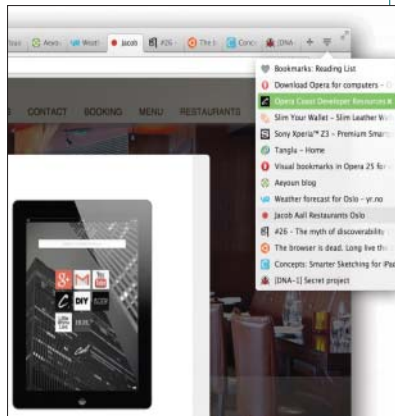 Aeyou
Weath
Jacob
#26 -
The b
Conce
[DNA-
CONTACT BOOKING MENU RESTAURANTS
Bookmarks: Reading List
Download Opera for computers - O
Opera Coast Developer Resources
Slim Your Wallet - Slim Leather W
Sony Xperia™ Z3 - Premium Smar
Tangla - Home
Visual bookmarks in Opera 25 for
Aeyoun blog
Weather forecast for Oslo - yr.no
Jacob Aall Restaurants Oslo
#26 - The myth of discoverability
The browser is dead. Long live th
Concepts: Smarter Sketching for iPad
[DNA-1] Secret project
DIY